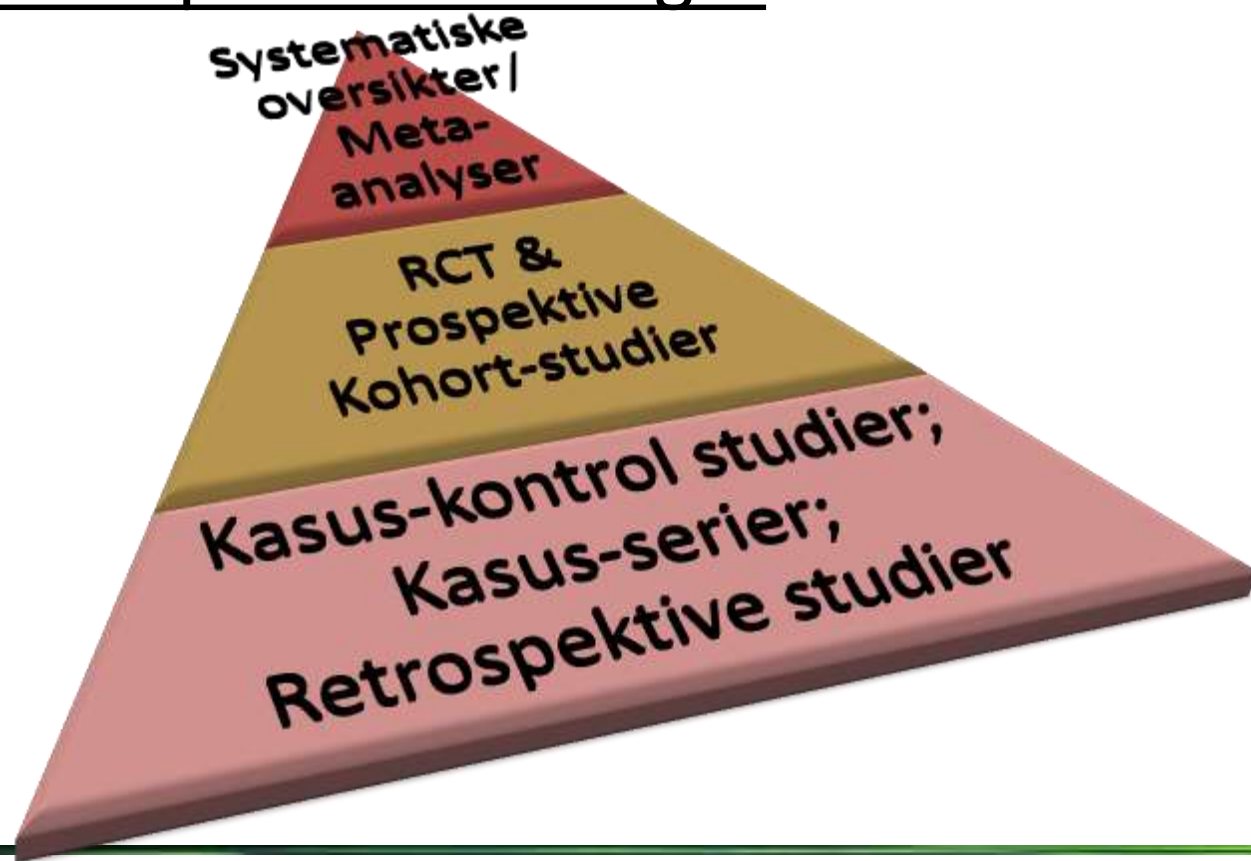 Systematiske
oversikter/
Meta-
analyser
RCT &
Prospektive
Kohort-studier
Kasus-kontrol studier;
Kasus-serier;
Retrospektive studier